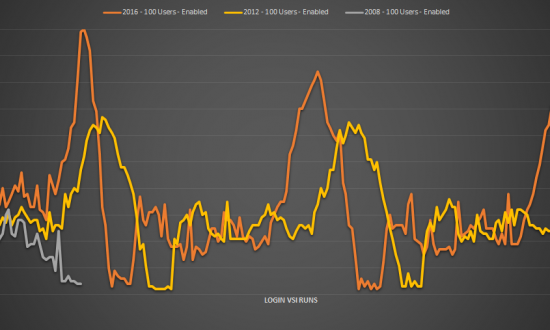 2016 - 100 Users - Enabled 2012 - 100 Users - Enabled 2008 - 100 Users - Enabled
LOGIN VSI RUNS